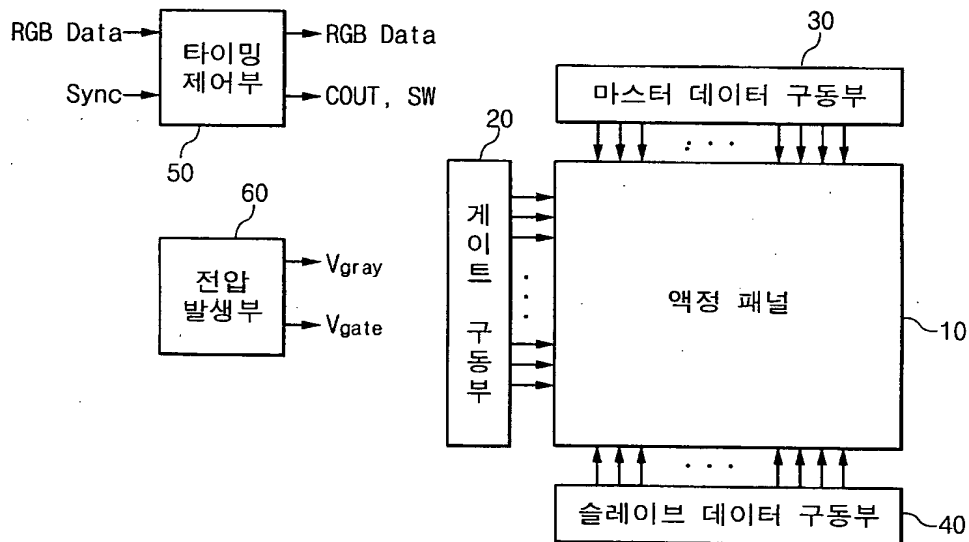 RGB Data
Sync
타이밍
제어부
RGB Data
COUT, SW
50
60
전압
발생부
Vgray
Vgate
20
게이트 구동부
30
마스터 데이터 구동부
액정 패널
10
슬레이브 데이터 구동부
40